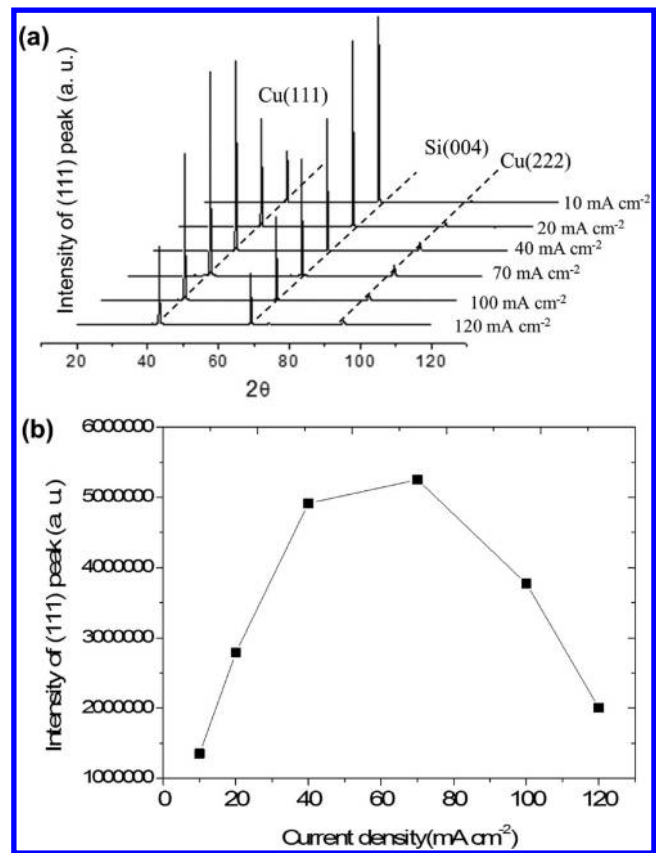 (a)
Intensity of (111) peak (a. u.)
Cu(111)
Si(004)
Cu(222)
10 mA cm⁻²
20 mA cm⁻²
40 mA cm⁻²
70 mA cm⁻²
100 mA cm⁻²
120 mA cm⁻²
20 40 60 80 100 120
2θ
(b)
Intensity of (111) peak (a. u.)
6000000
5000000
4000000
3000000
2000000
1000000
0 20 40 60 80 100 120
Current density(mA cm⁻²)